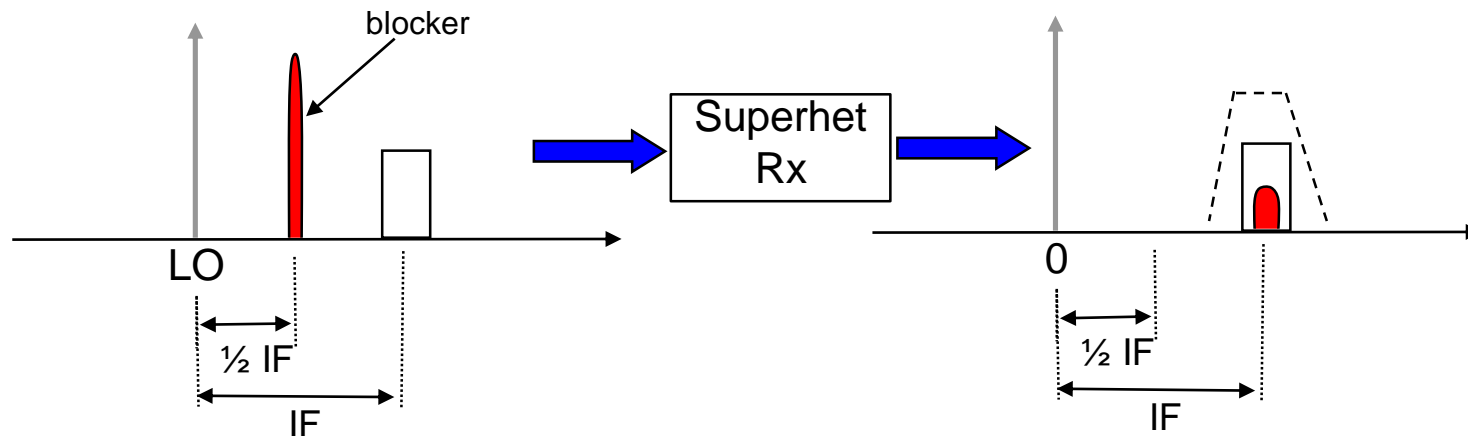 blocker
LO
½ IF
IF
Superhet
Rx
0
½ IF
IF